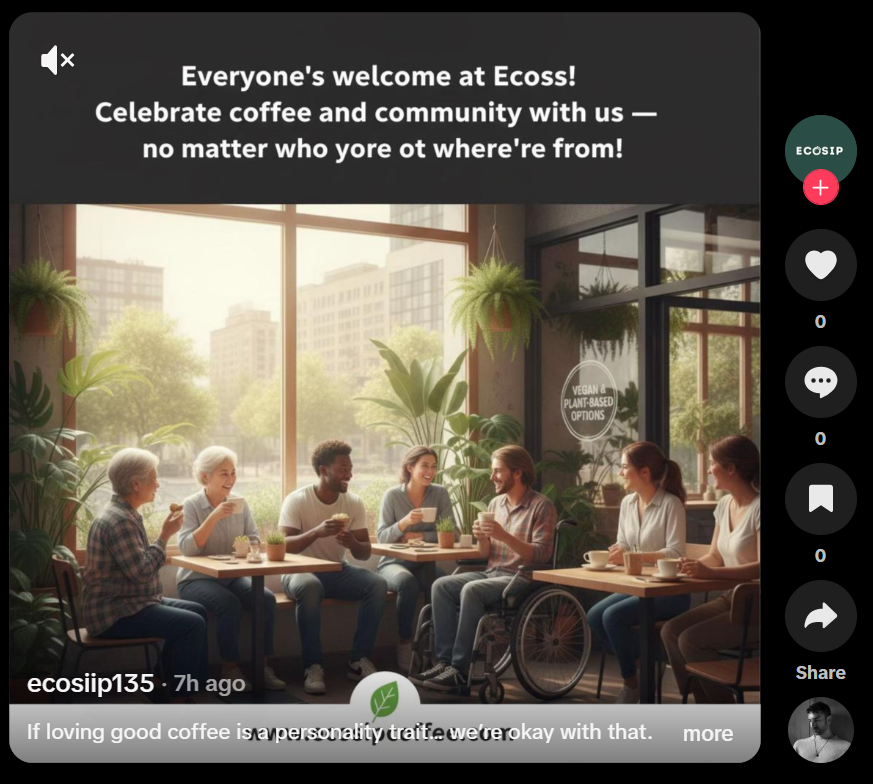 Everyone's welcome at Ecoss!
Celebrate coffee and community with us —
no matter who yore ot where're from!
ECOSIP
0
VEGAN &
PLANT-BASED
OPTIONS
0
0
Share
ecosiip135 · 7h ago
If loving good coffee is a personality trait... we're okay with that. more